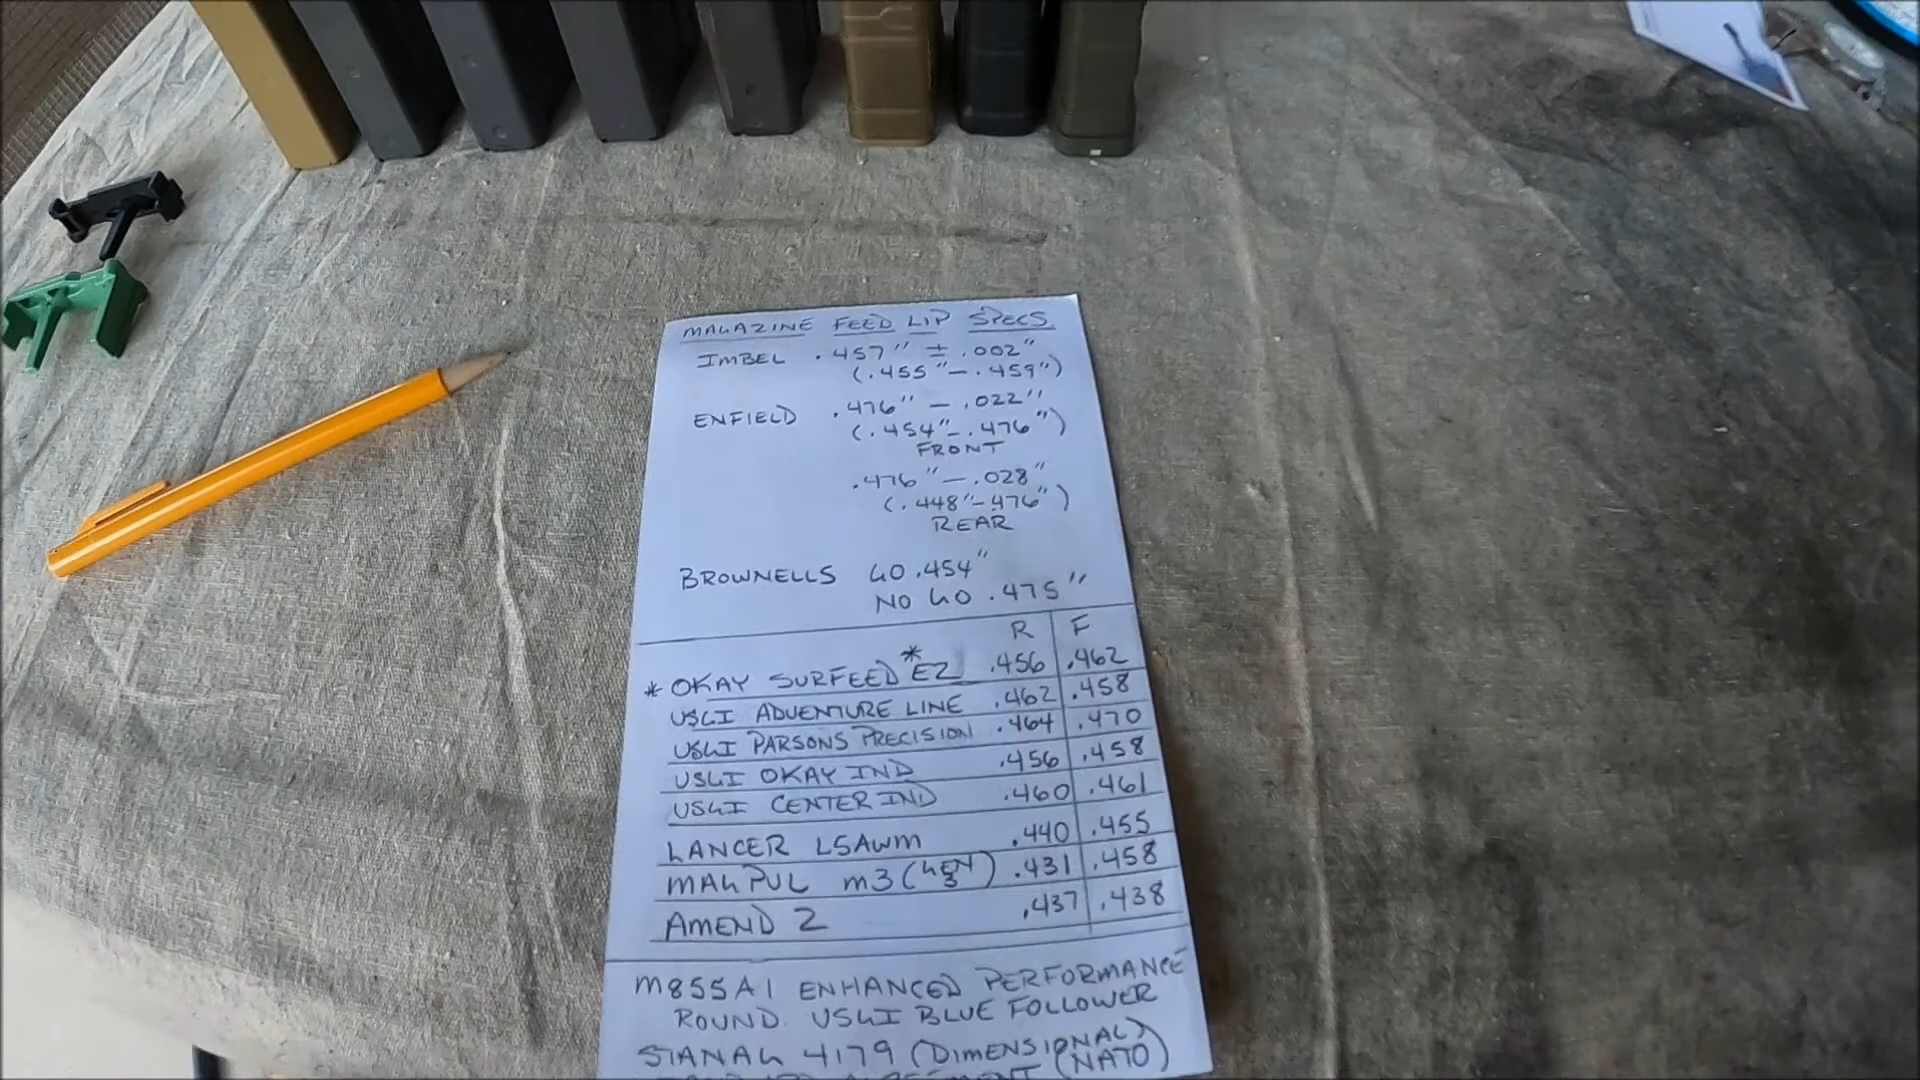 MAGAZINE FEED LIP SPECS
IMBEL .457" ± .002"
(.455"-.459")
ENFIELD .476" - .022"
(.454"-.476")
FRONT
.476" - .028"
(.448"-.476")
REAR
BROWNELLS GO .454"
NO GO .475"
R F
* OKAY SURFEED *E2 .456 .462
USGI ADVENTURE LINE .462 .458
USGI PARSONS PRECISION .464 .470
USGI OKAY IND .456 .458
USGI CENTER IND .460 .461
LANCER L5AWM .440 .455
MAGPUL M3 (GEN 3) .431 .458
AMEND 2 .437 .438
M855A1 ENHANCED PERFORMANCE
ROUND. USGI BLUE FOLLOWER
STANAG 4179 (DIMENSIONAL)
(NATO)